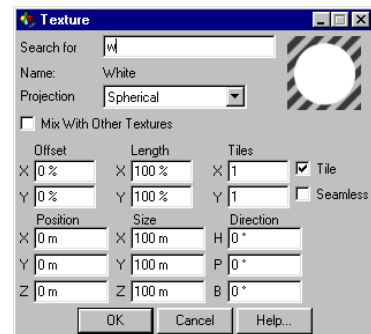 Texture
Search for w
Name: White
Projection Spherical
Mix With Other Textures
Offset Length Tiles
X 0 % X 100 % X 1 Tile
Y 0 % Y 100 % Y 1 Seamless
Position Size Direction
X 0 m X 100 m H 0 °
Y 0 m Y 100 m P 0 °
Z 0 m Z 100 m B 0 °
OK Cancel Help...